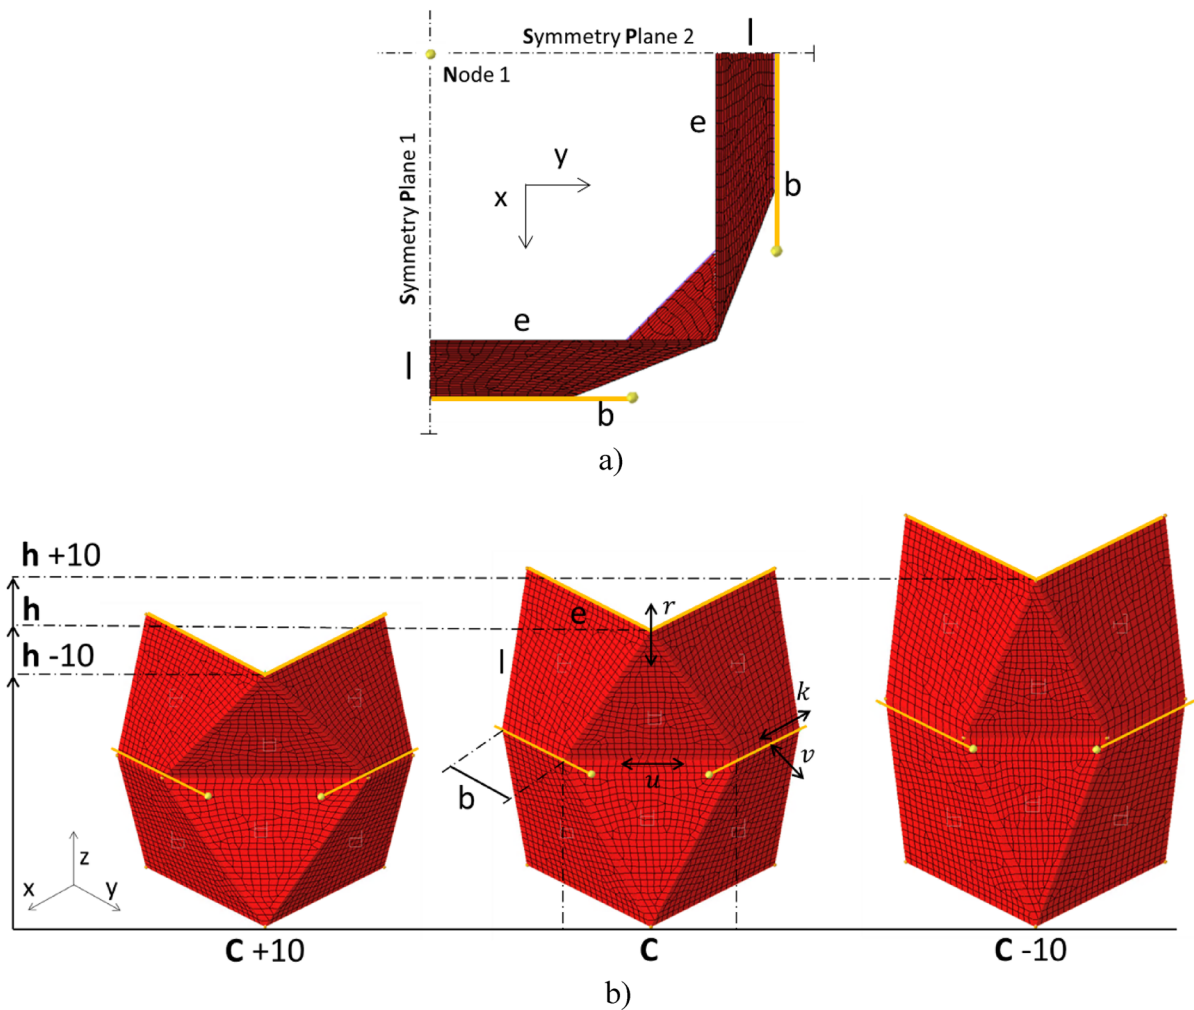 Symmetry Plane 2
l
Node 1
e
y
x
b
Symmetry Plane 1
e
l
b
a)
h +10
h
e
r
h -10
l
k
v
u
b
z
x
y
C +10
C
C -10
b)